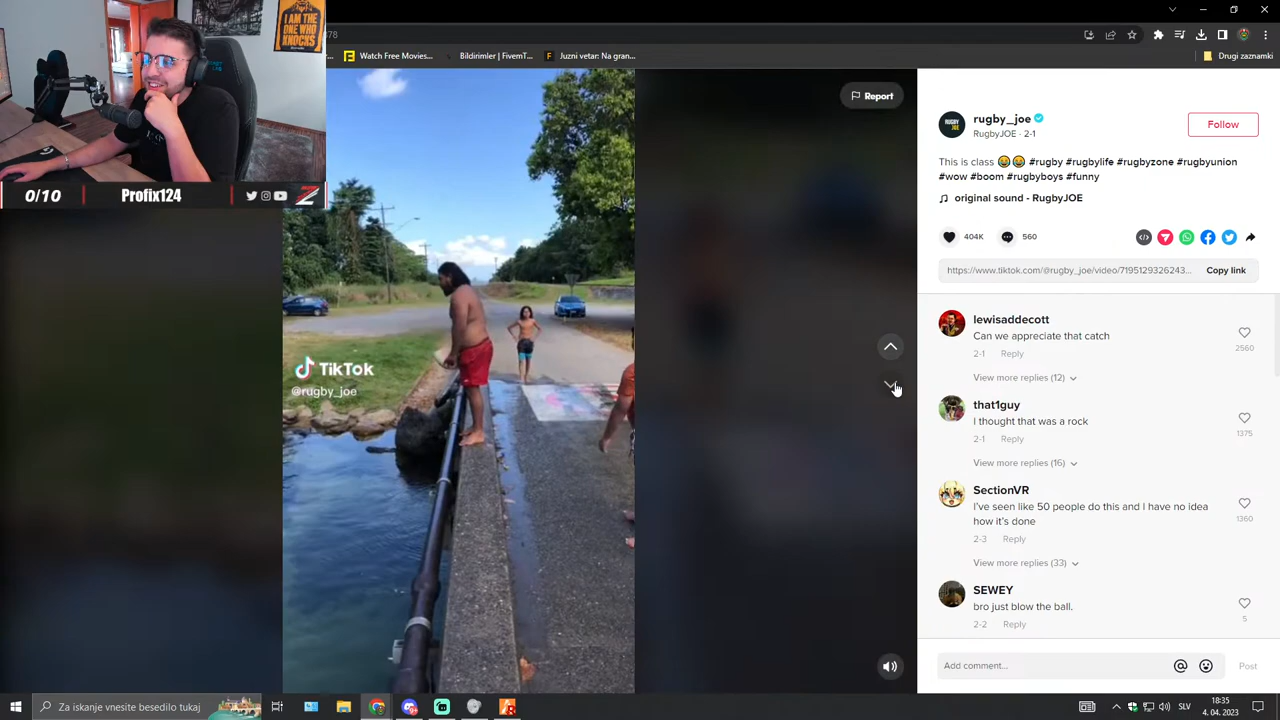 I AM THE
ONE WHO
KNOCKS
0/10
Profix124
378
Watch Free Movies...
Bildirimler | FivemT...
Juzni vetar: Na gran...
Drugi zaznamki
Report
TikTok
@rugby_joe
rugby_joe
RugbyJOE · 2-1
Follow
This is class 😂😂 #rugby #rugbylife #rugbyzone #rugbyunion
#wow #boom #rugbyboys #funny
original sound - RugbyJOE
404K
560
https://www.tiktok.com/@rugby_joe/video/7195129326243...
Copy link
lewisaddecott
Can we appreciate that catch
2-1 Reply
2560
View more replies (12)
that1guy
I thought that was a rock
2-1 Reply
1375
View more replies (16)
SectionVR
I've seen like 50 people do this and I have no idea
how it's done
2-3 Reply
1360
View more replies (33)
SEWEY
bro just blow the ball.
2-2 Reply
5
Add comment...
Post
Za iskanje vnesite besedilo tukaj
SLV
18:35
4. 04. 2023